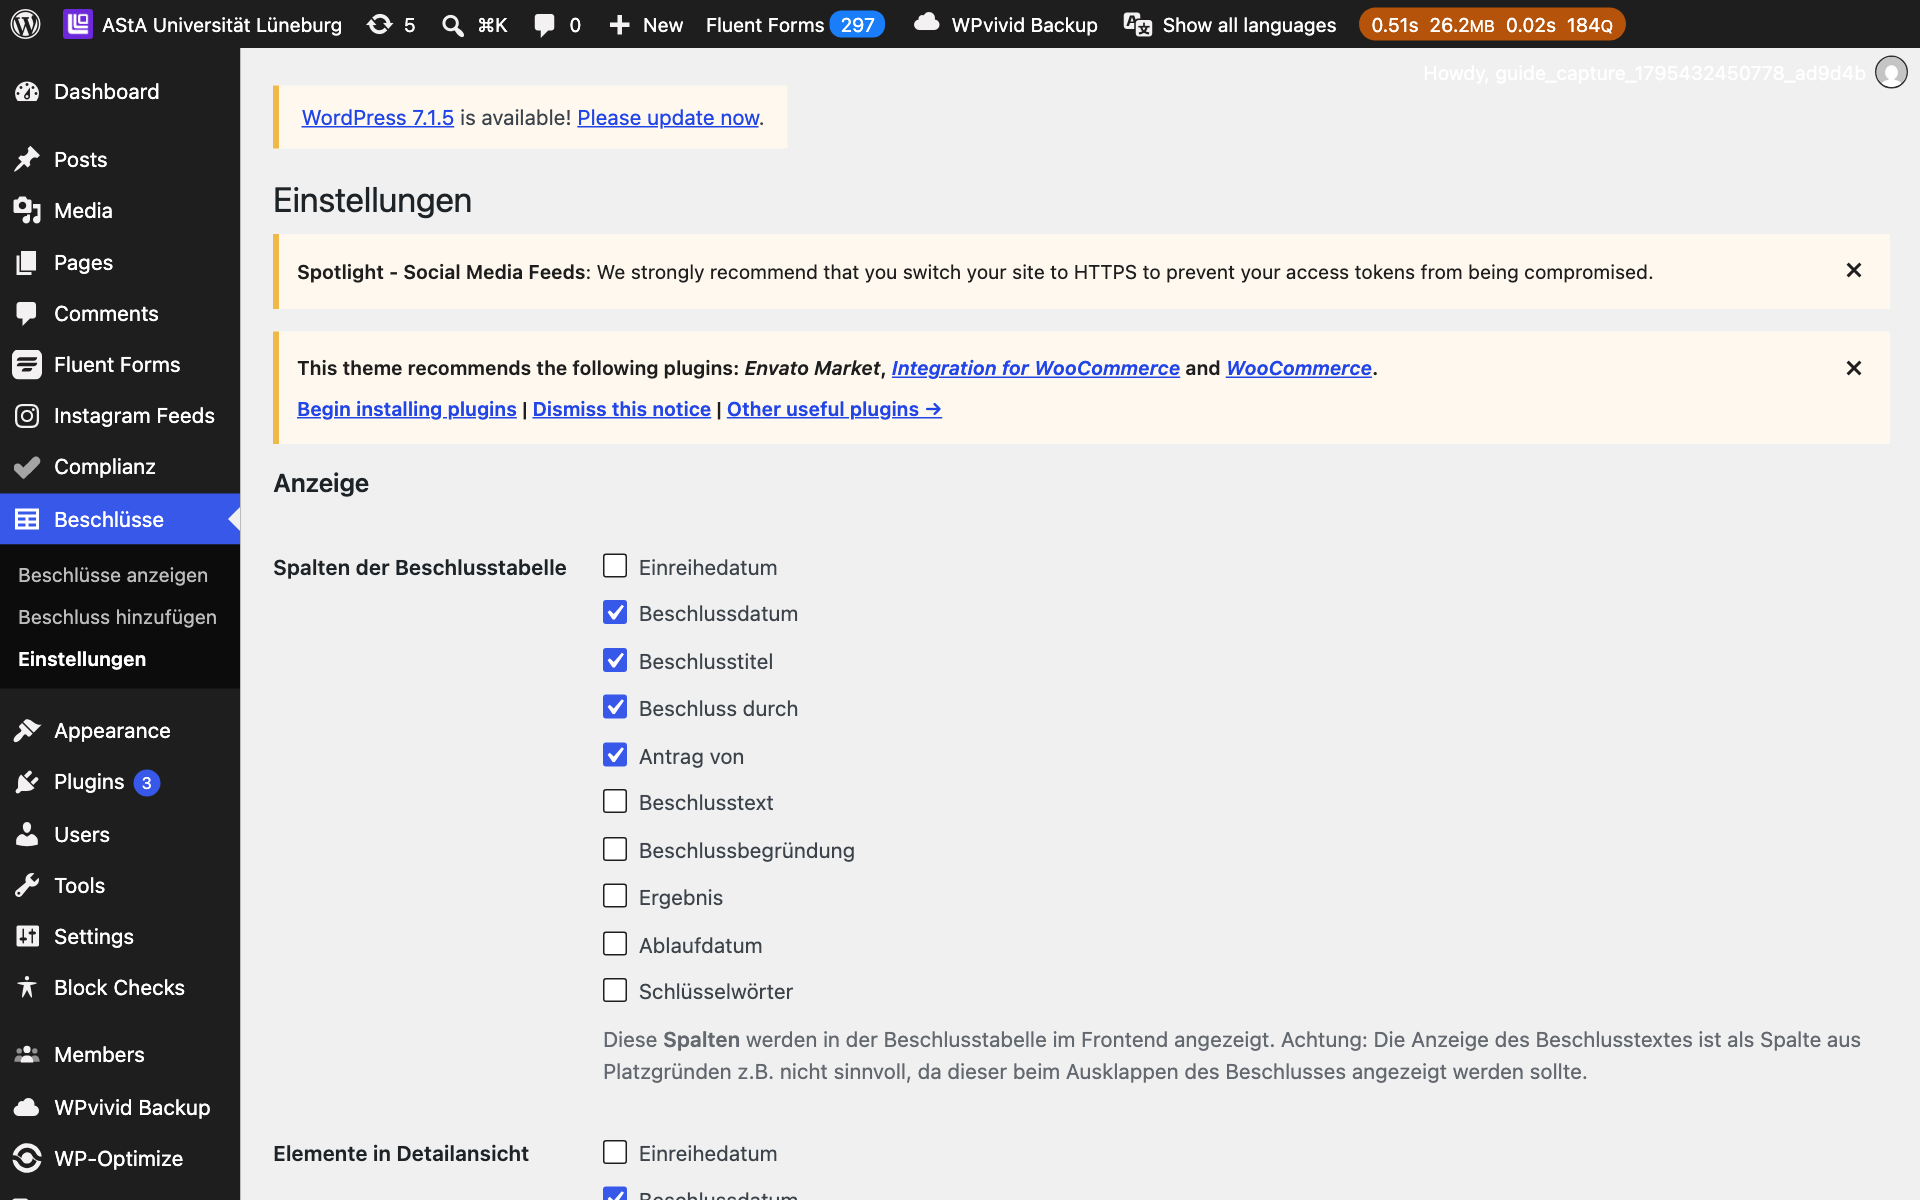 AStA Universität Lüneburg 5 ⌘K 0 New Fluent Forms 297 WPvivid Backup Show all languages 0.51s 26.2MB 0.02s 184Q
Howdy, guide_capture_1795432450778_ad9d4b
Dashboard
Posts
Media
Pages
Comments
Fluent Forms
Instagram Feeds
Complianz
Beschlüsse
Beschlüsse anzeigen
Beschluss hinzufügen
Einstellungen
Appearance
Plugins 3
Users
Tools
Settings
Block Checks
Members
WPvivid Backup
WP-Optimize
WordPress 7.1.5 is available! Please update now.
Einstellungen
Spotlight - Social Media Feeds: We strongly recommend that you switch your site to HTTPS to prevent your access tokens from being compromised.
This theme recommends the following plugins: Envato Market, Integration for WooCommerce and WooCommerce.
Begin installing plugins | Dismiss this notice | Other useful plugins →
Anzeige
Spalten der Beschlusstabelle
Einreihedatum
Beschlussdatum
Beschlusstitel
Beschluss durch
Antrag von
Beschlusstext
Beschlussbegründung
Ergebnis
Ablaufdatum
Schlüsselwörter
Diese Spalten werden in der Beschlusstabelle im Frontend angezeigt. Achtung: Die Anzeige des Beschlusstextes ist als Spalte aus
Platzgründen z.B. nicht sinnvoll, da dieser beim Ausklappen des Beschlusses angezeigt werden sollte.
Elemente in Detailansicht
Einreihedatum
Beschlussdatum